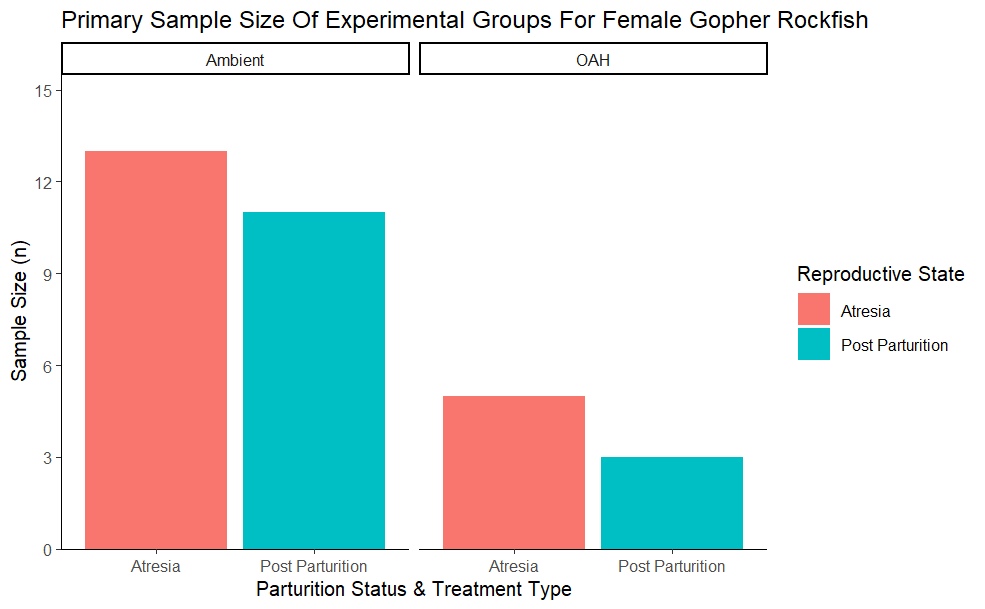 Primary Sample Size Of Experimental Groups For Female Gopher Rockfish
Ambient
OAH
15
12
9
6
3
0
Sample Size (n)
Atresia
Post Parturition
Atresia
Post Parturition
Parturition Status & Treatment Type
Reproductive State
Atresia
Post Parturition